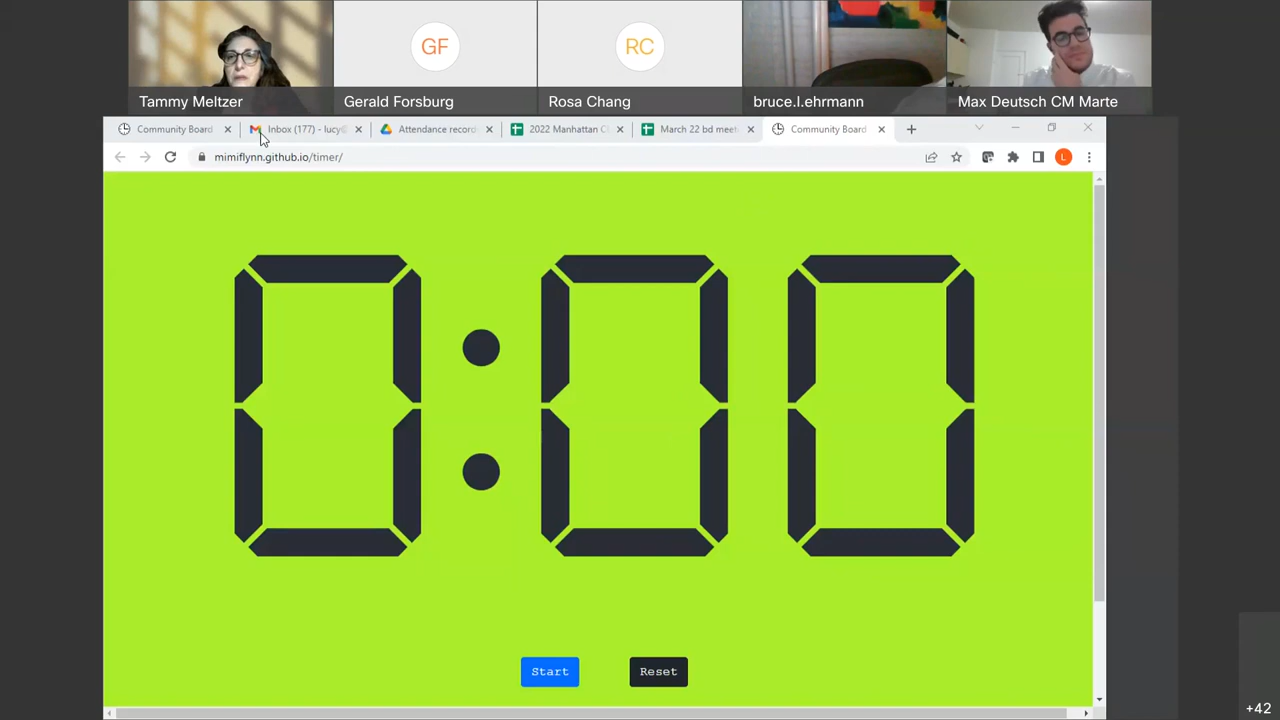 GF
RC
Tammy Meltzer
Gerald Forsburg
Rosa Chang
bruce.l.ehrmann
Max Deutsch CM Marte
Community Board
Inbox (177) - lucy@
Attendance record
2022 Manhattan C
March 22 bd meet
Community Board
mimiflynn.github.io/timer/
L
0:00
Start
Reset
+42